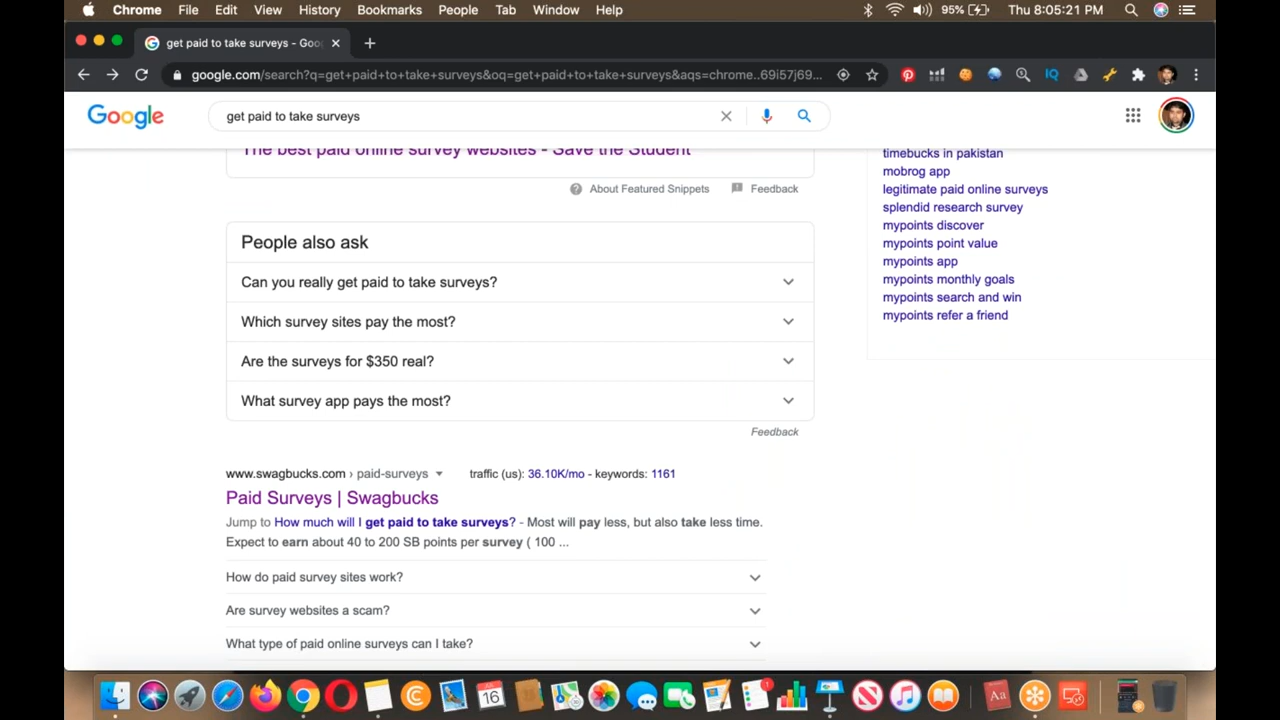 Chrome File Edit View History Bookmarks People Tab Window Help 95% Thu 8:05:21 PM
get paid to take surveys - Goo
google.com/search?q=get+paid+to+take+surveys&oq=get+paid+to+take+surveys&aqs=chrome..69i57j69...
IQ
Google get paid to take surveys
The best paid online survey websites - Save the Student
About Featured Snippets Feedback
People also ask
Can you really get paid to take surveys?
Which survey sites pay the most?
Are the surveys for $350 real?
What survey app pays the most?
Feedback
www.swagbucks.com › paid-surveys traffic (us): 36.10K/mo - keywords: 1161
Paid Surveys | Swagbucks
Jump to How much will I get paid to take surveys? - Most will pay less, but also take less time.
Expect to earn about 40 to 200 SB points per survey ( 100 ...
How do paid survey sites work?
Are survey websites a scam?
What type of paid online surveys can I take?
timebucks in pakistan
mobrog app
legitimate paid online surveys
splendid research survey
mypoints discover
mypoints point value
mypoints app
mypoints monthly goals
mypoints search and win
mypoints refer a friend
16
1
Aa